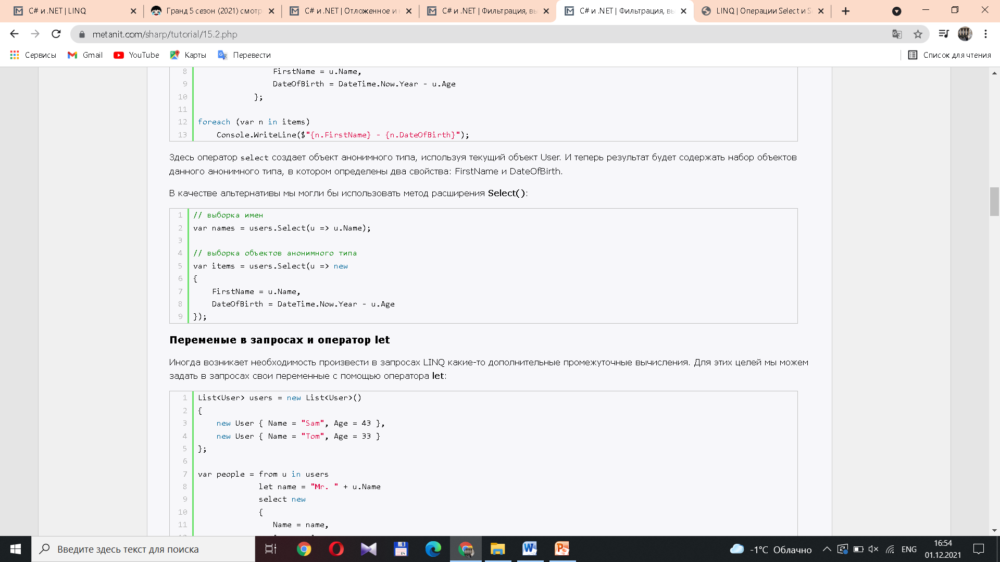 C# и .NET | LINQ
Гранд 5 сезон (2021) смотр
C# и .NET | Отложенное и
C# и .NET | Фильтрация, вы
C# и .NET | Фильтрация, вы
LINQ | Операции Select и S
metanit.com/sharp/tutorial/15.2.php
Сервисы
Gmail
YouTube
Карты
Перевести
Список для чтения
8 FirstName = u.Name,
9 DateOfBirth = DateTime.Now.Year - u.Age
10 };
11
12 foreach (var n in items)
13 Console.WriteLine($"{n.FirstName} - {n.DateOfBirth}");
Здесь оператор select создает объект анонимного типа, используя текущий объект User. И теперь результат будет содержать набор объектов
данного анонимного типа, в котором определены два свойства: FirstName и DateOfBirth.
В качестве альтернативы мы могли бы использовать метод расширения Select():
1 // выборка имен
2 var names = users.Select(u => u.Name);
3
4 // выборка объектов анонимного типа
5 var items = users.Select(u => new
6 {
7 FirstName = u.Name,
8 DateOfBirth = DateTime.Now.Year - u.Age
9 });
Переменые в запросах и оператор let
Иногда возникает необходимость произвести в запросах LINQ какие-то дополнительные промежуточные вычисления. Для этих целей мы можем
задать в запросах свои переменные с помощью оператора let:
1 List<User> users = new List<User>()
2 {
3 new User { Name = "Sam", Age = 43 },
4 new User { Name = "Tom", Age = 33 }
5 };
6
7 var people = from u in users
8 let name = "Mr. " + u.Name
9 select new
10 {
11 Name = name,
Введите здесь текст для поиска
-1°C Облачно
ENG
16:54
01.12.2021